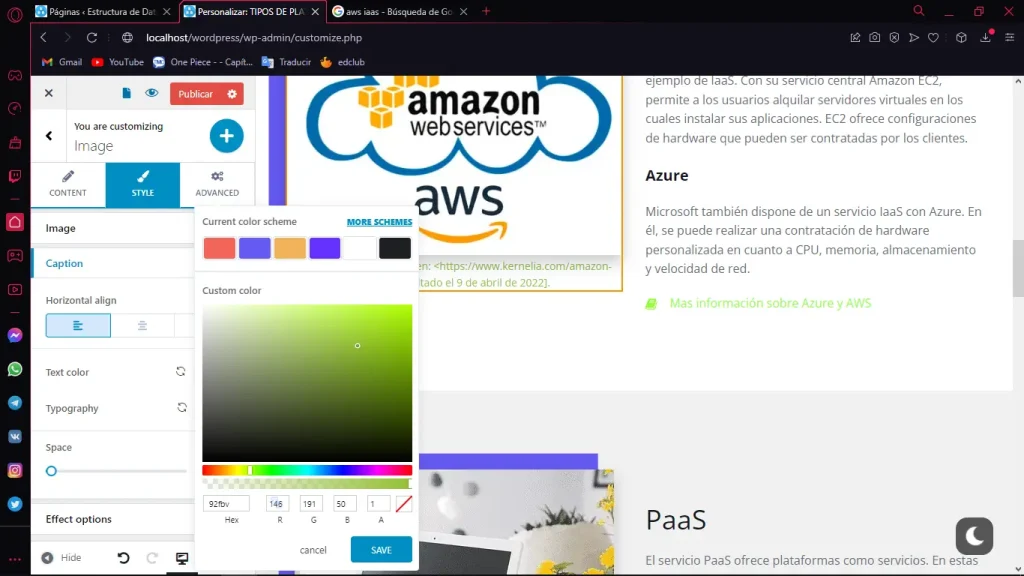 Páginas ‹ Estructura de Dat
Personalizar: TIPOS DE PLA
aws iaas - Búsqueda de Go
localhost/wordpress/wp-admin/customize.php
Gmail
YouTube
One Piece - - Capít...
Traducir
edclub
Publicar
You are customizing
Image
CONTENT
STYLE
ADVANCED
Image
Caption
Horizontal align
Text color
Typography
Space
Effect options
Hide
Current color scheme
MORE SCHEMES
Custom color
92fbv
146
191
50
1
Hex
R
G
B
A
cancel
SAVE
amazon
webservices™
aws
en: <https://www.kernelia.com/amazon-
tado el 9 de abril de 2022].
ejemplo de IaaS. Con su servicio central Amazon EC2,
permite a los usuarios alquilar servidores virtuales en los
cuales instalar sus aplicaciones. EC2 ofrece configuraciones
de hardware que pueden ser contratadas por los clientes.
Azure
Microsoft también dispone de un servicio IaaS con Azure. En
él, se puede realizar una contratación de hardware
personalizada en cuanto a CPU, memoria, almacenamiento
y velocidad de red.
Mas información sobre Azure y AWS
PaaS
El servicio PaaS ofrece plataformas como servicios. En estas